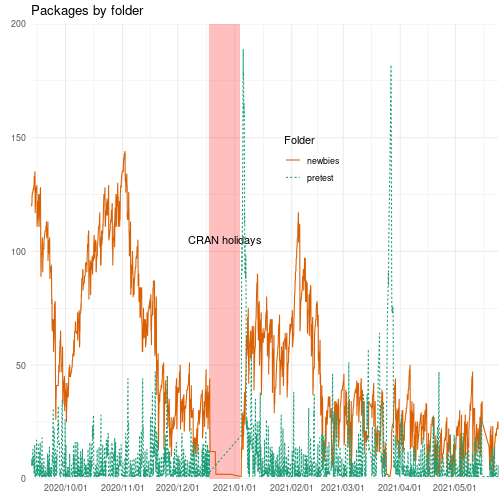 Packages by folder
200
150
100
50
0
CRAN holidays
Folder
newbies
pretest
2020/10/01
2020/11/01
2020/12/01
2021/01/01
2021/02/01
2021/03/01
2021/04/01
2021/05/01